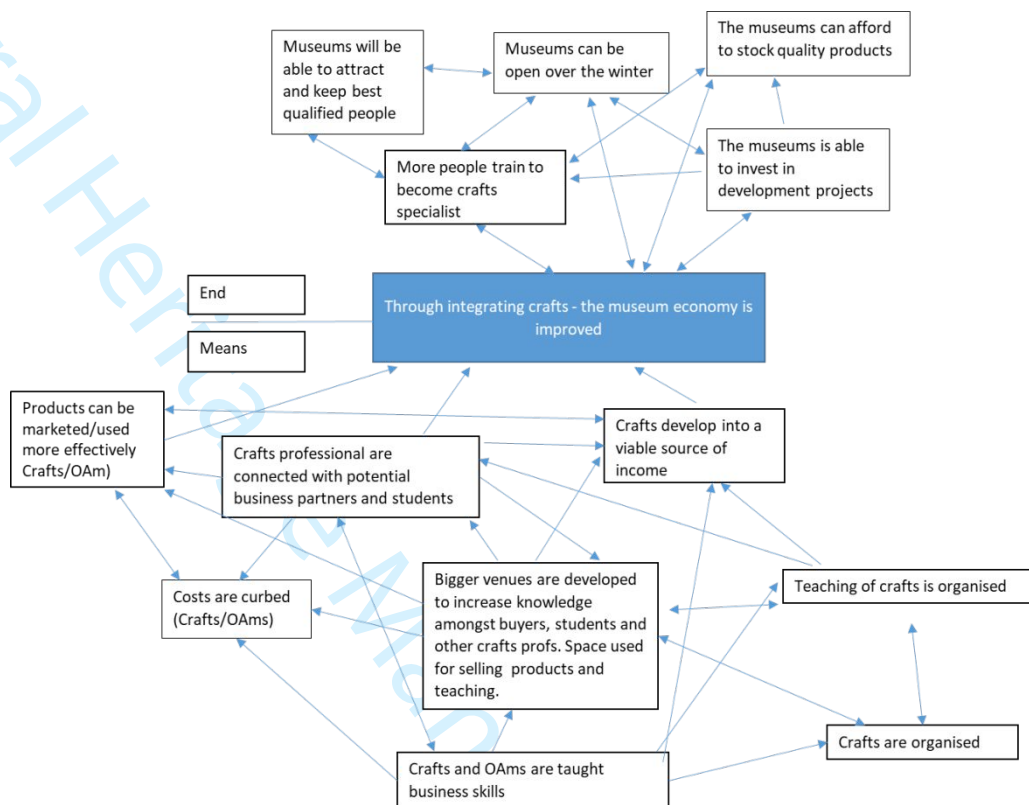 Museums will be
able to attract
and keep best
qualified people
Museums can be
open over the winter
The museums can afford
to stock quality products
More people train to
become crafts
specialist
The museums is able
to invest in
development projects
End
Means
Through integrating crafts - the museum economy is
improved
Products can be
marketed/used
more effectively
Crafts/OAm)
Crafts professional are
connected with potential
business partners and students
Crafts develop into a
viable source of
income
Costs are curbed
(Crafts/OAms)
Bigger venues are developed
to increase knowledge
amongst buyers, students and
other crafts profs. Space used
for selling products and
teaching.
Teaching of crafts is organised
Crafts are organised
Crafts and OAms are taught
business skills